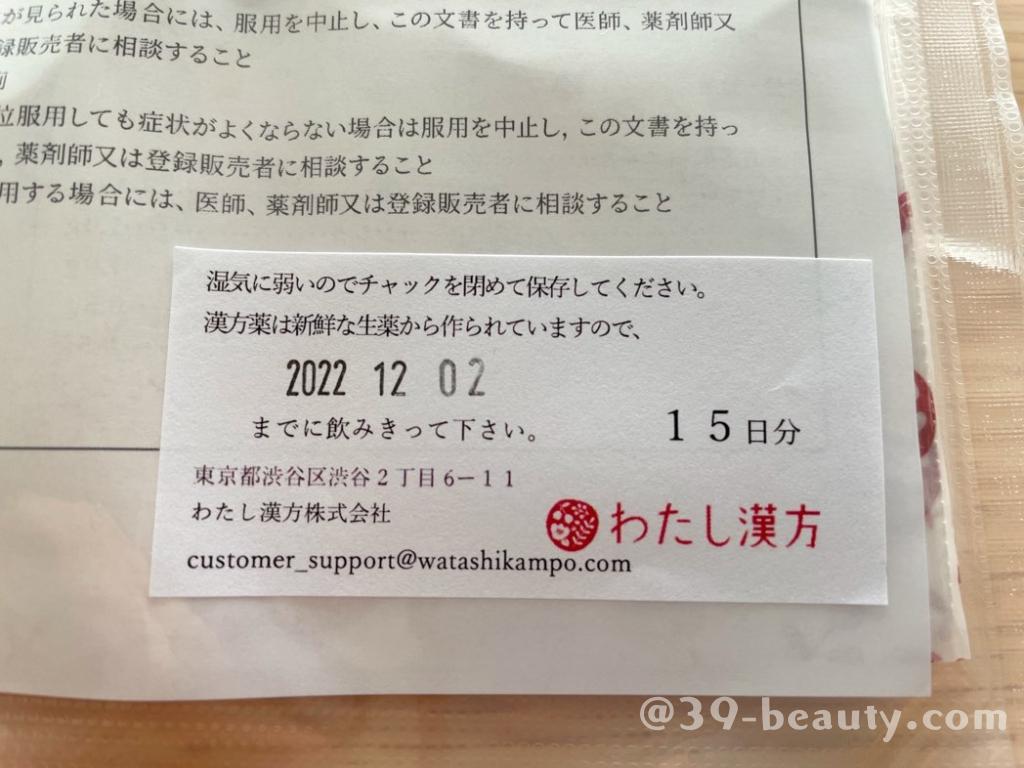 が見られた場合には、服用を中止し、この文書を持って医師、薬剤師又
録販売者に相談すること
位服用しても症状がよくならない場合は服用を中止し, この文書を持っ
, 薬剤師又は登録販売者に相談すること
用する場合には、医師、薬剤師又は登録販売者に相談すること
湿気に弱いのでチャックを閉めて保存してください。
漢方薬は新鮮な生薬から作られていますので、
2022 12 02
までに飲みきって下さい。
15日分
東京都渋谷区渋谷2丁目6ー11
わたし漢方株式会社
わたし漢方
customer_support@watashikampo.com
@39-beauty.com